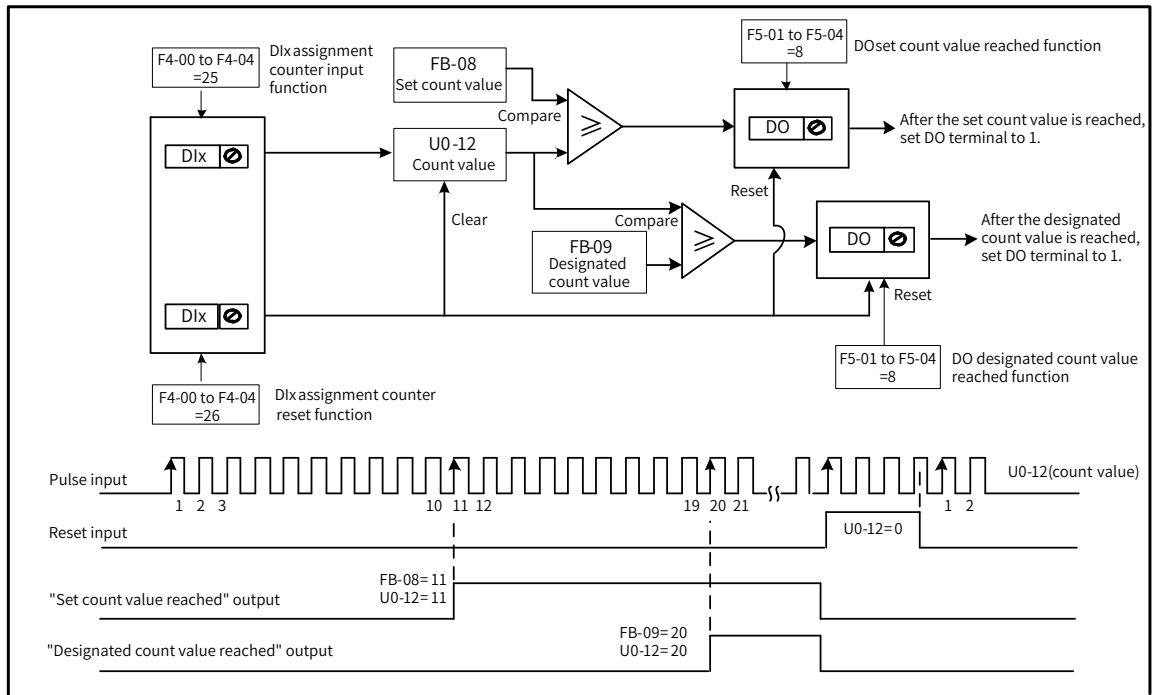 F4-00 to F4-04
=25
DIx assignment
counter input
function
FB-08
Set count value
F5-01 to F5-04
=8
DO set count value reached function
Compare
≥
DIx
U0-12
Count value
DO
After the set count value is reached,
set DO terminal to 1.
Clear
Reset
Compare
≥
FB-09
Designated
count value
DO
After the designated
count value is reached,
set DO terminal to 1.
DIx
Reset
F4-00 to F4-04
=26
DIx assignment counter
reset function
F5-01 to F5-04
=8
DO designated count value
reached function
Pulse input
U0-12(count value)
1 2 3 10 11 12 19 20 21 1 2
Reset input
U0-12=0
"Set count value reached" output
FB-08=11
U0-12=11
"Designated count value reached" output
FB-09=20
U0-12=20